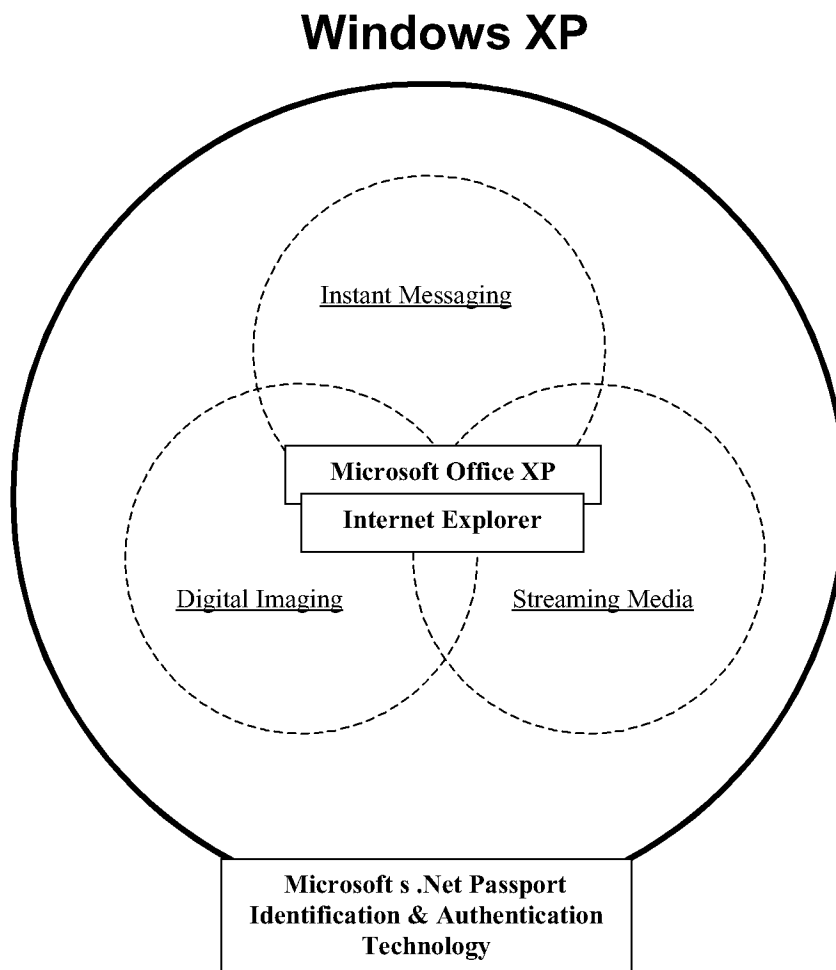 Windows XP
Instant Messaging
Microsoft Office XP
Internet Explorer
Digital Imaging
Streaming Media
Microsoft s .Net Passport
Identification & Authentication
Technology